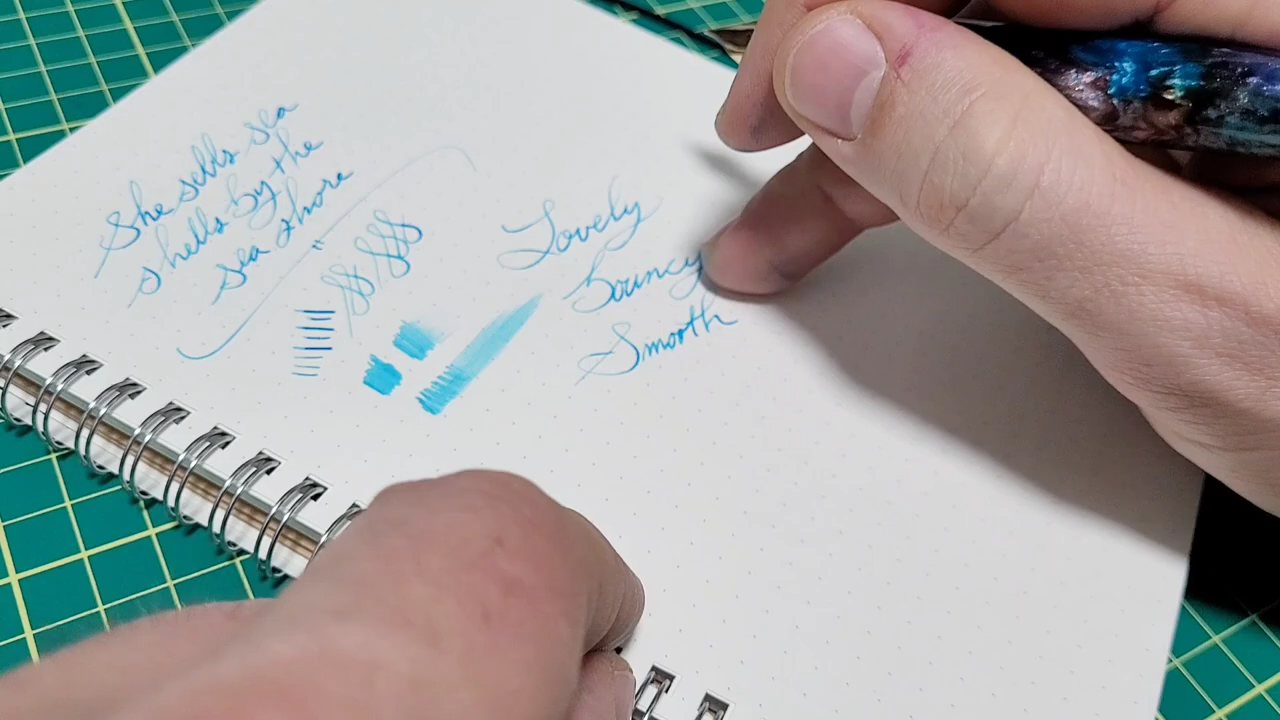 She sells sea
shells by the
sea shore
Lovely
Bouncy
Smooth